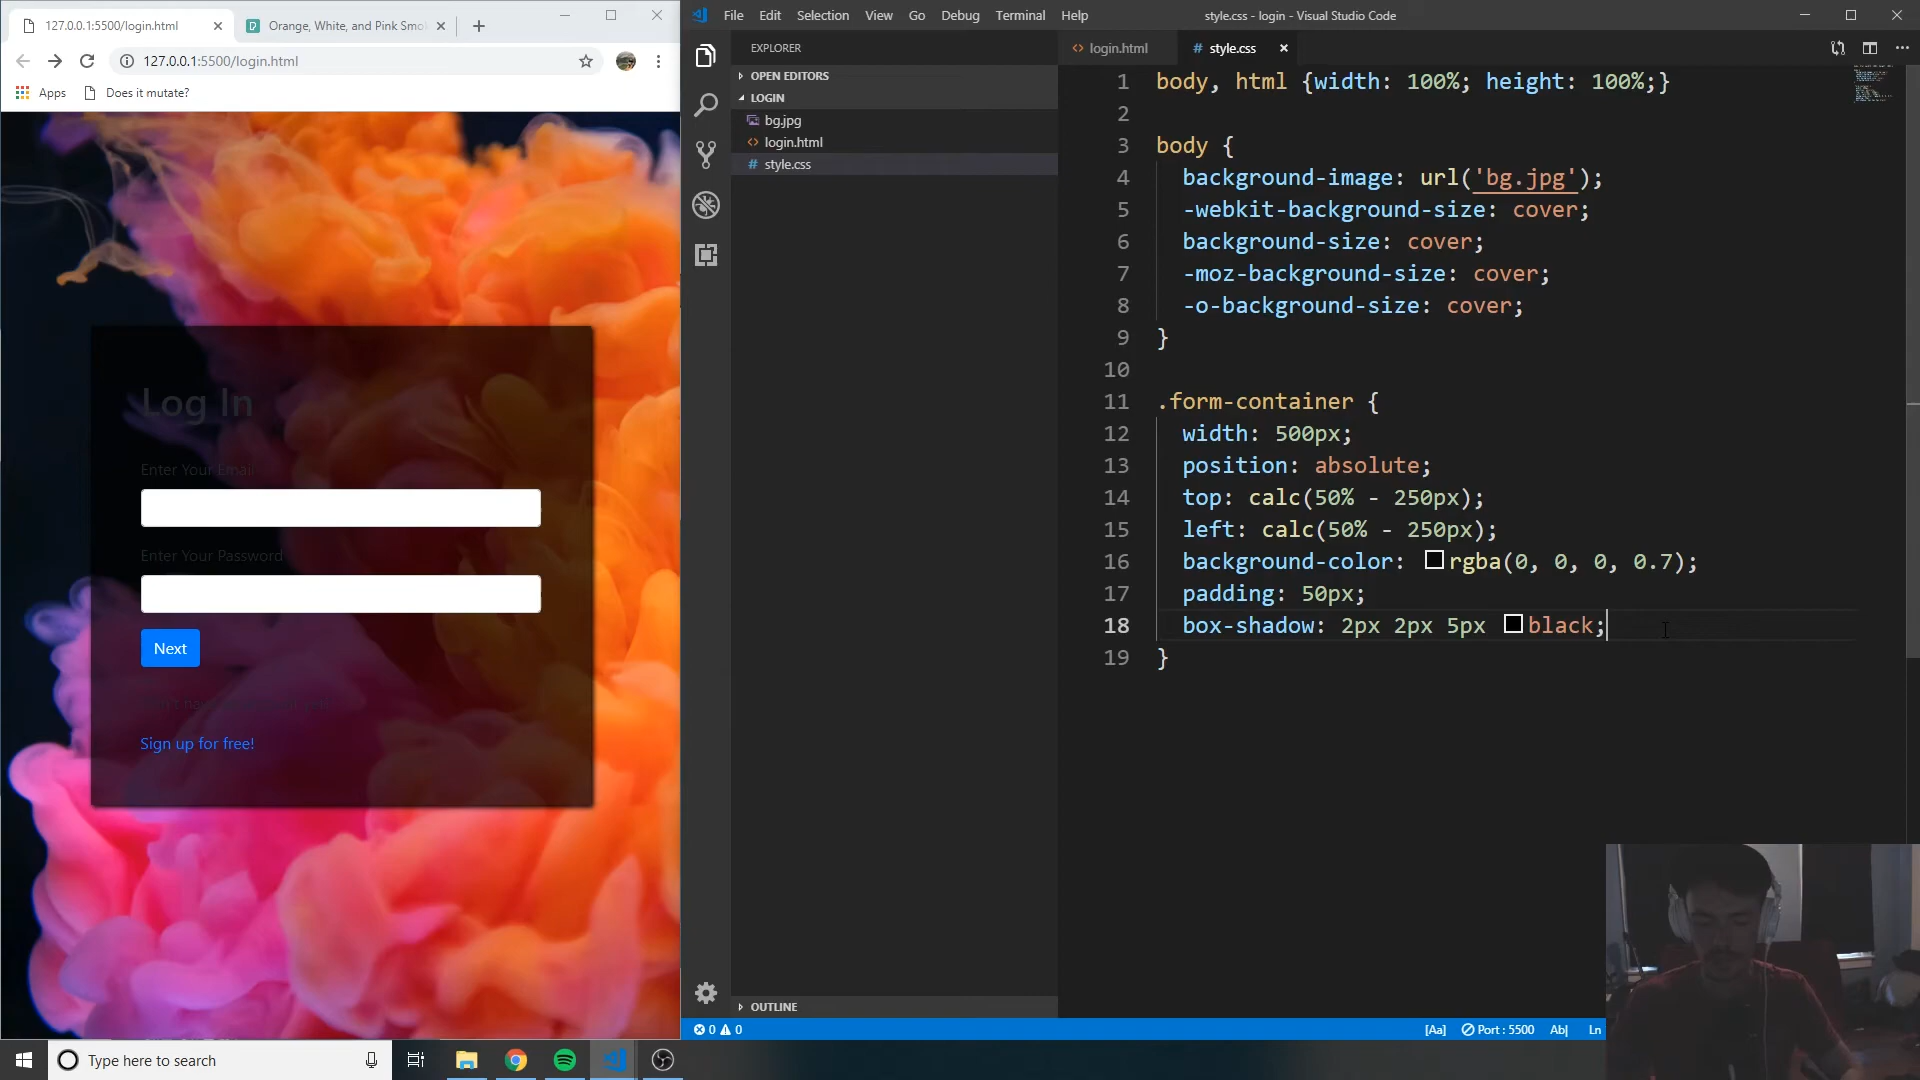 127.0.0.1:5500/login.html
Orange, White, and Pink Smo
127.0.0.1:5500/login.html
Apps
Does it mutate?
Log In
Enter Your Email
Enter Your Password
Next
Sign up for free!
Type here to search
File Edit Selection View Go Debug Terminal Help
style.css - login - Visual Studio Code
EXPLORER
OPEN EDITORS
LOGIN
bg.jpg
login.html
style.css
OUTLINE
login.html
style.css
1 body, html {width: 100%; height: 100%;}
2
3 body {
4 background-image: url('bg.jpg');
5 -webkit-background-size: cover;
6 background-size: cover;
7 -moz-background-size: cover;
8 -o-background-size: cover;
9 }
10
11 .form-container {
12 width: 500px;
13 position: absolute;
14 top: calc(50% - 250px);
15 left: calc(50% - 250px);
16 background-color: rgba(0, 0, 0, 0.7);
17 padding: 50px;
18 box-shadow: 2px 2px 5px black;
19 }
0 0
[Aa] Port : 5500 Ab| Ln